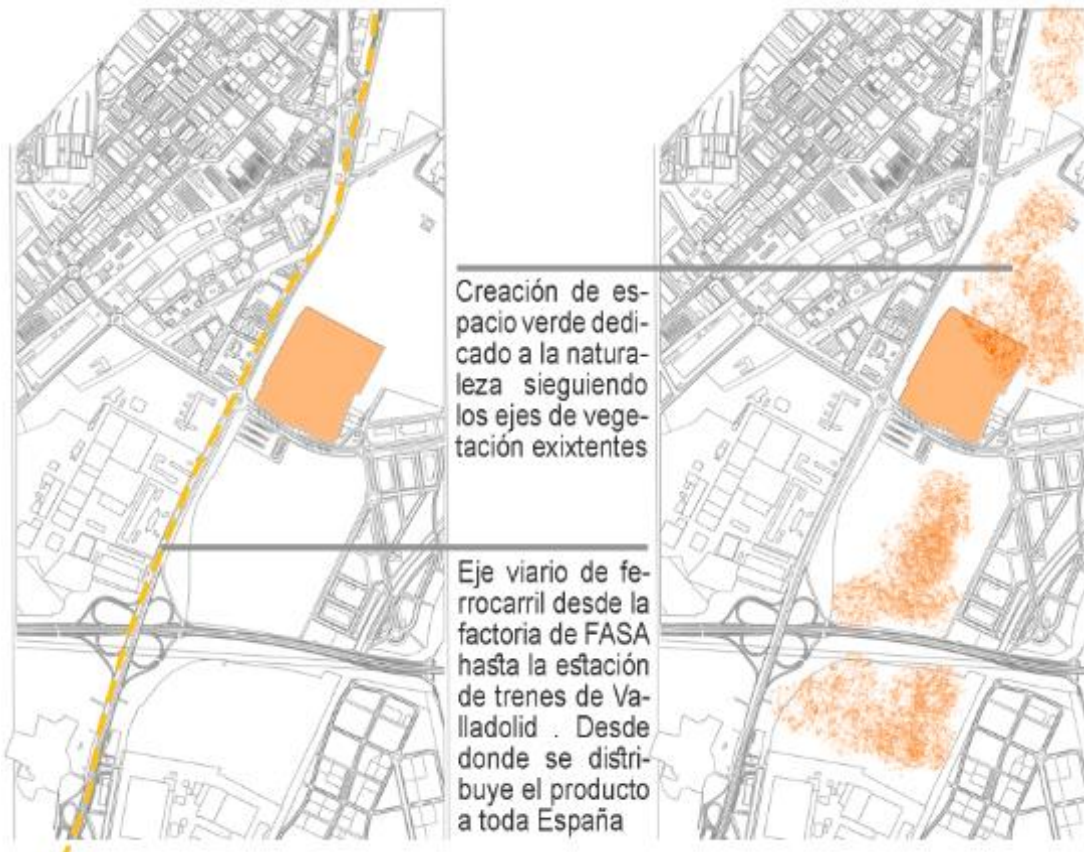 Creación de es-
pacio verde dedi-
cado a la natura-
leza sieguiendo
los ejes de vege-
tación exixtentes
Eje viario de fe-
rrocarril desde la
factoria de FASA
hasta la estación
de trenes de Va-
lladolid . Desde
donde se distri-
buye el producto
a toda España